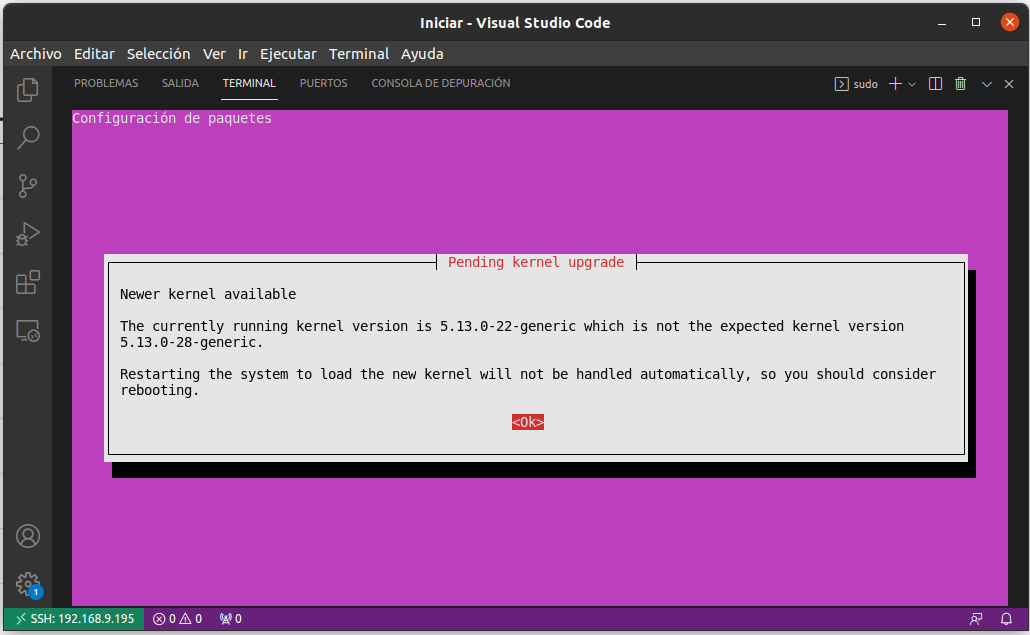 Iniciar - Visual Studio Code
Archivo Editar Selección Ver Ir Ejecutar Terminal Ayuda
PROBLEMAS SALIDA TERMINAL PUERTOS CONSOLA DE DEPURACIÓN sudo
Configuración de paquetes
Pending kernel upgrade
Newer kernel available
The currently running kernel version is 5.13.0-22-generic which is not the expected kernel version
5.13.0-28-generic.
Restarting the system to load the new kernel will not be handled automatically, so you should consider
rebooting.
<Ok>
1
SSH: 192.168.9.195 0 0 0